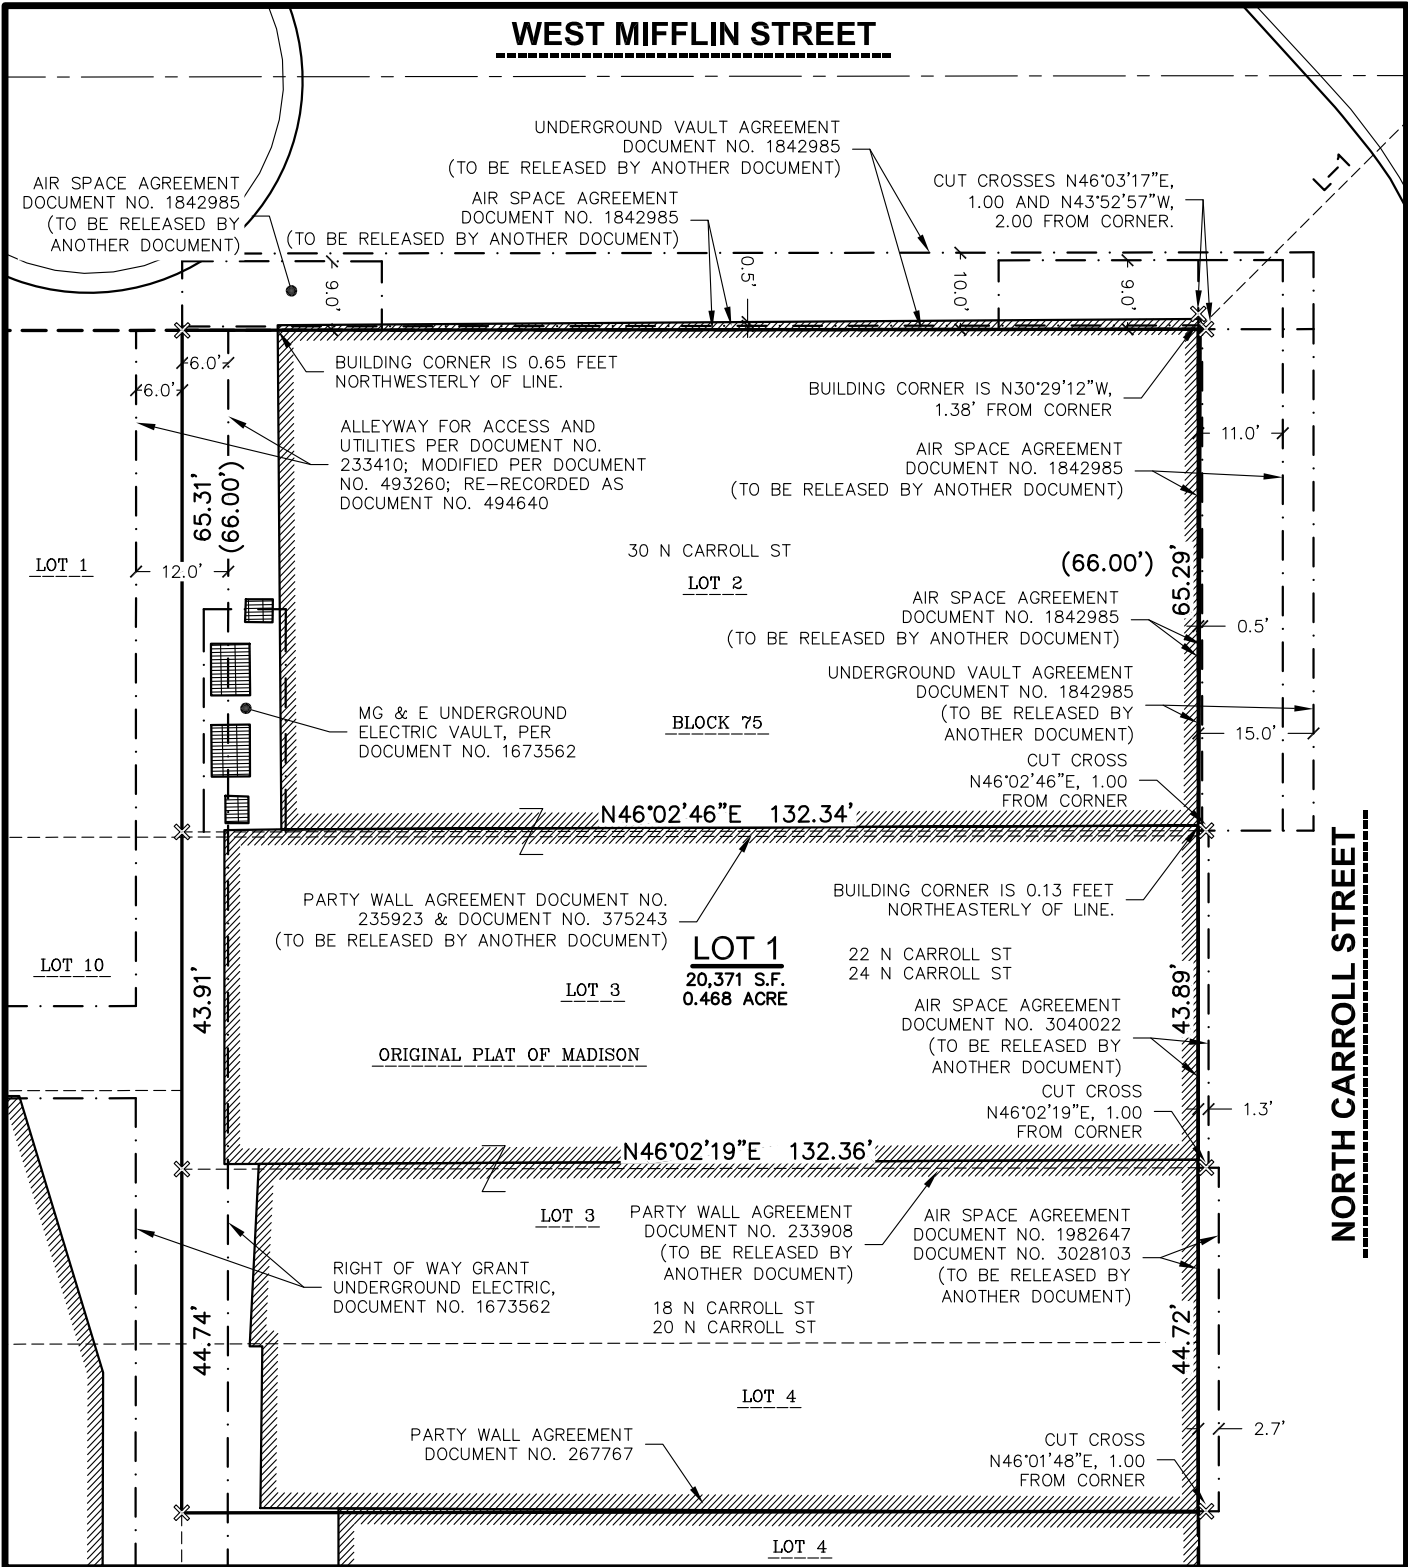 WEST MIFFLIN STREET
UNDERGROUND VAULT AGREEMENT
DOCUMENT NO. 1842985
(TO BE RELEASED BY ANOTHER DOCUMENT)
AIR SPACE AGREEMENT
DOCUMENT NO. 1842985
(TO BE RELEASED BY
ANOTHER DOCUMENT)
AIR SPACE AGREEMENT
DOCUMENT NO. 1842985
(TO BE RELEASED BY ANOTHER DOCUMENT)
CUT CROSSES N46°03'17"E,
1.00 AND N43°52'57"W,
2.00 FROM CORNER.
L-1
9.0'
0.5'
10.0'
9.0'
6.0'
6.0'
BUILDING CORNER IS 0.65 FEET
NORTHWESTERLY OF LINE.
BUILDING CORNER IS N30°29'12"W,
1.38' FROM CORNER
11.0'
ALLEYWAY FOR ACCESS AND
UTILITIES PER DOCUMENT NO.
233410; MODIFIED PER DOCUMENT
NO. 493260; RE-RECORDED AS
DOCUMENT NO. 494640
AIR SPACE AGREEMENT
DOCUMENT NO. 1842985
(TO BE RELEASED BY ANOTHER DOCUMENT)
65.31'
(66.00')
30 N CARROLL ST
LOT 2
(66.00')
65.29'
LOT 1
12.0'
AIR SPACE AGREEMENT
DOCUMENT NO. 1842985
(TO BE RELEASED BY ANOTHER DOCUMENT)
0.5'
UNDERGROUND VAULT AGREEMENT
DOCUMENT NO. 1842985
(TO BE RELEASED BY
ANOTHER DOCUMENT)
15.0'
MG & E UNDERGROUND
ELECTRIC VAULT, PER
DOCUMENT NO. 1673562
BLOCK 75
CUT CROSS
N46°02'46"E, 1.00
FROM CORNER
N46°02'46"E 132.34'
PARTY WALL AGREEMENT DOCUMENT NO.
235923 & DOCUMENT NO. 375243
(TO BE RELEASED BY ANOTHER DOCUMENT)
BUILDING CORNER IS 0.13 FEET
NORTHEASTERLY OF LINE.
LOT 1
20,371 S.F.
0.468 ACRE
22 N CARROLL ST
24 N CARROLL ST
LOT 10
LOT 3
43.91'
43.89'
NORTH CARROLL STREET
AIR SPACE AGREEMENT
DOCUMENT NO. 3040022
(TO BE RELEASED BY
ANOTHER DOCUMENT)
ORIGINAL PLAT OF MADISON
CUT CROSS
N46°02'19"E, 1.00
FROM CORNER
1.3'
N46°02'19"E 132.36'
LOT 3
PARTY WALL AGREEMENT
DOCUMENT NO. 233908
(TO BE RELEASED BY
ANOTHER DOCUMENT)
AIR SPACE AGREEMENT
DOCUMENT NO. 1982647
DOCUMENT NO. 3028103
(TO BE RELEASED BY
ANOTHER DOCUMENT)
RIGHT OF WAY GRANT
UNDERGROUND ELECTRIC,
DOCUMENT NO. 1673562
18 N CARROLL ST
20 N CARROLL ST
44.74'
44.72'
LOT 4
PARTY WALL AGREEMENT
DOCUMENT NO. 267767
CUT CROSS
N46°01'48"E, 1.00
FROM CORNER
2.7'
LOT 4